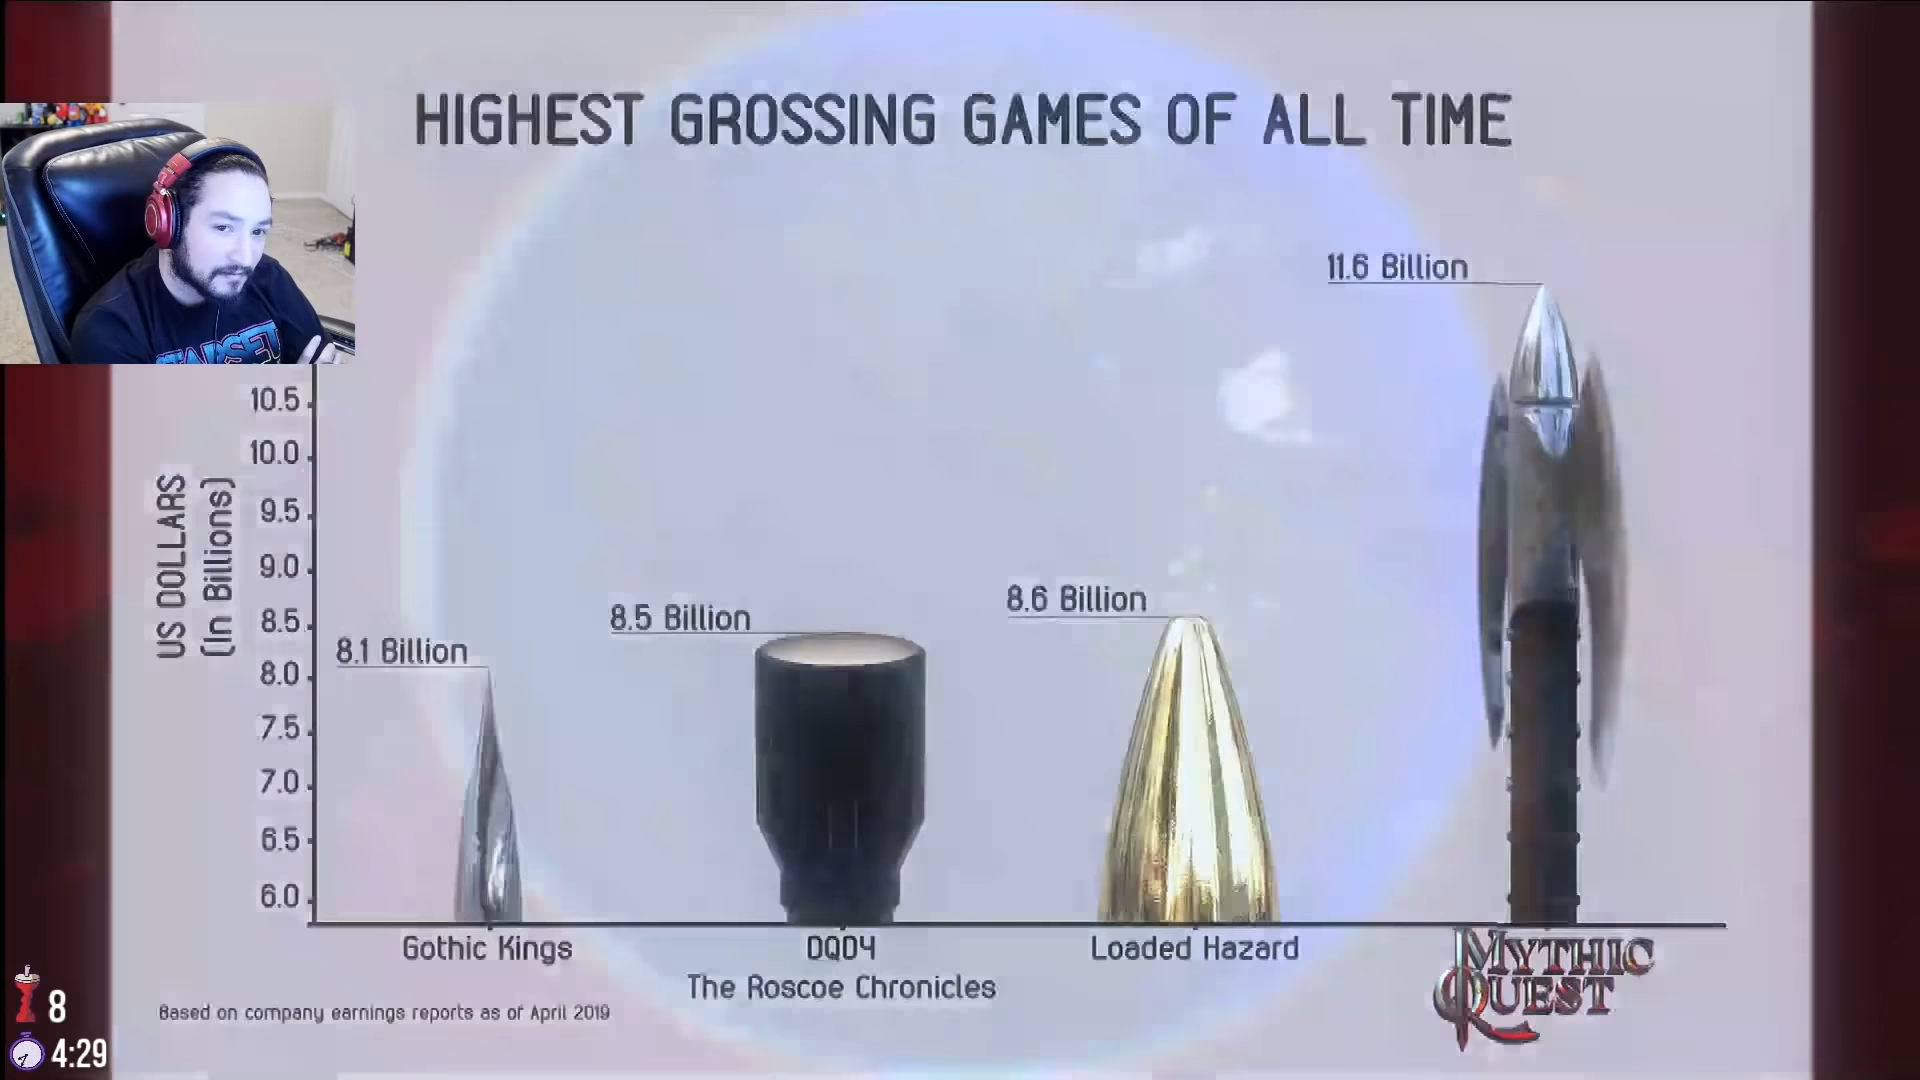 HIGHEST GROSSING GAMES OF ALL TIME
11.6 Billion
10.5
10.0
9.5
9.0
8.5
8.0
7.5
7.0
6.5
6.0
US DOLLARS
(In Billions)
8.1 Billion
8.5 Billion
8.6 Billion
Gothic Kings
DQD4
The Roscoe Chronicles
Loaded Hazard
MYTHIC
QUEST
Based on company earnings reports as of April 2019
8
4:29
STARSET